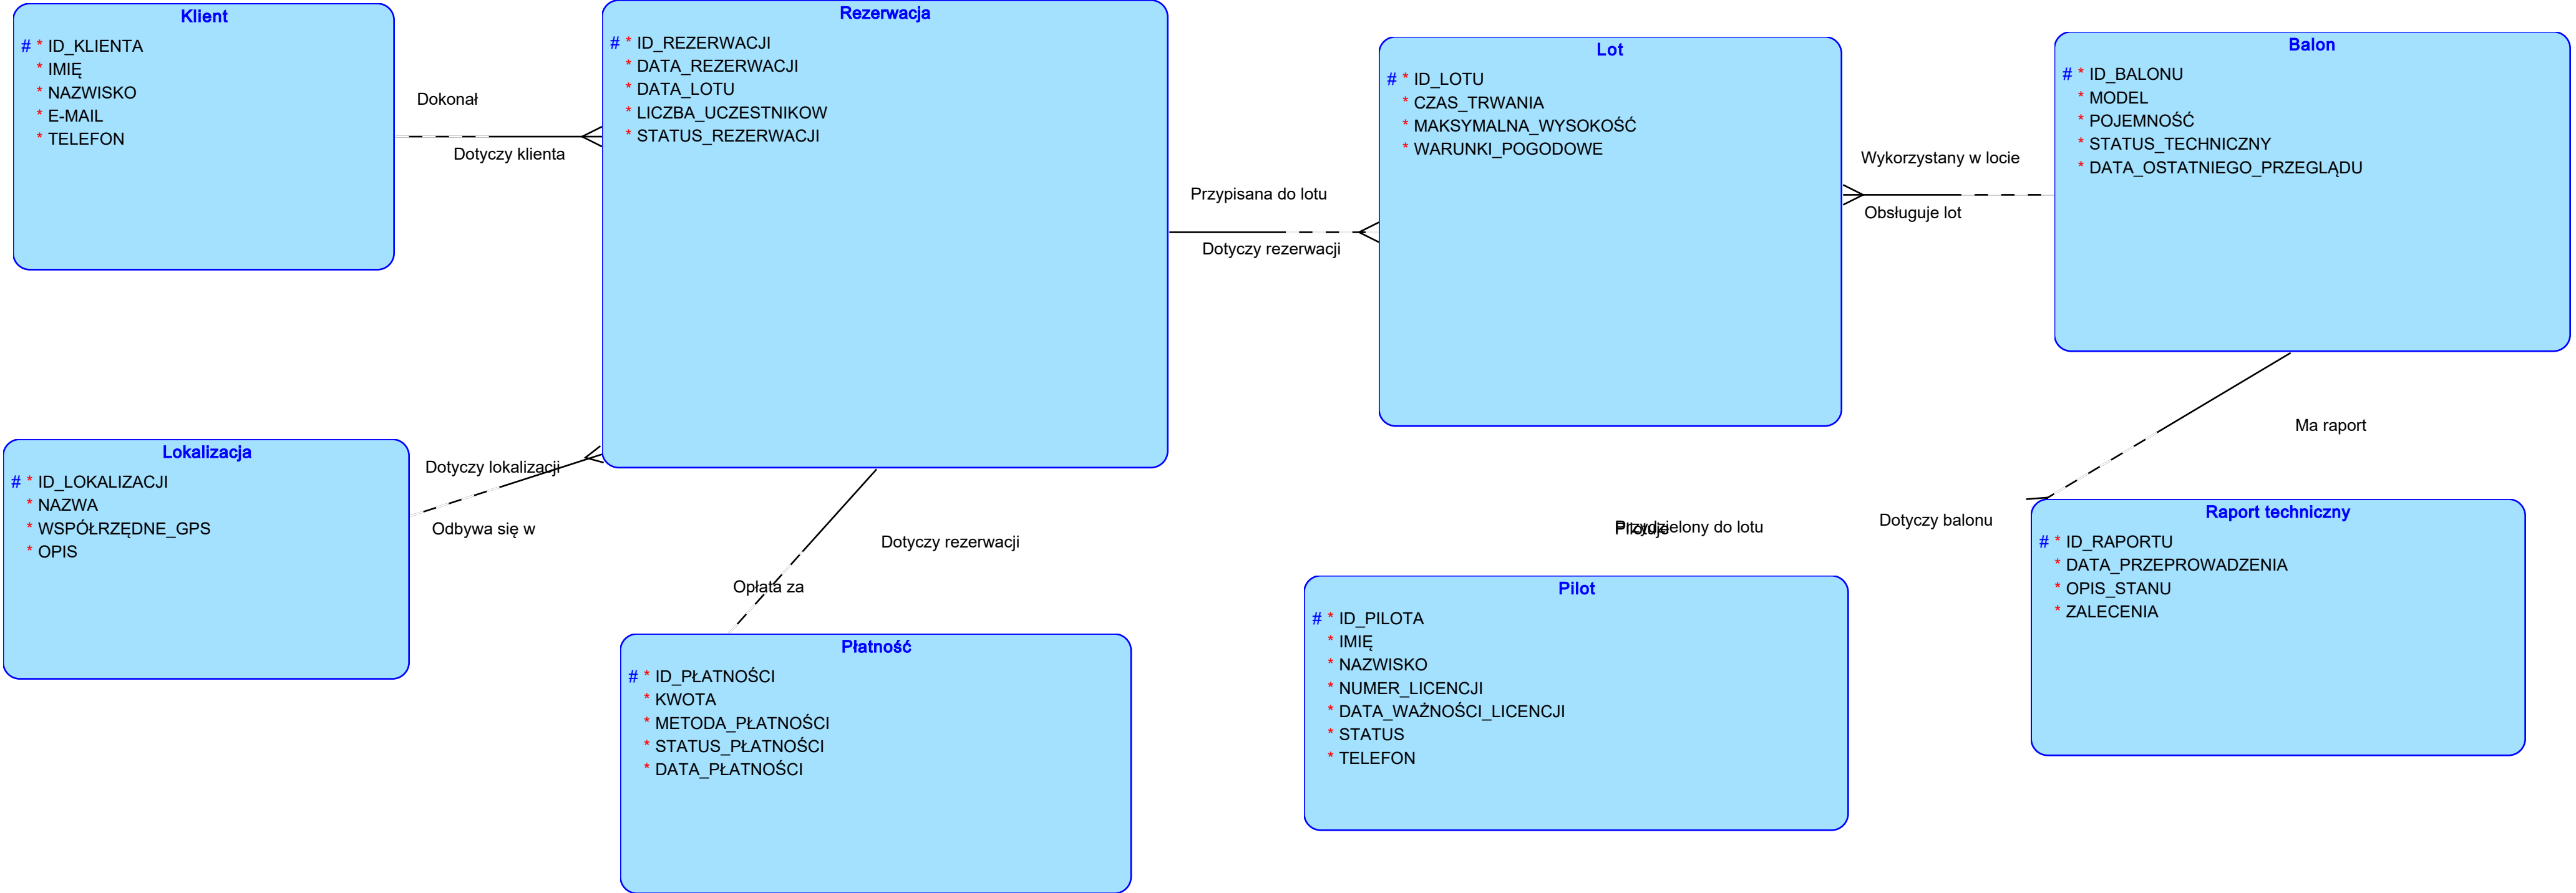 Klient
# * ID_KLIENTA
* IMIĘ
* NAZWISKO
* E-MAIL
* TELEFON
Dokonał
Dotyczy klienta
Rezerwacja
# * ID_REZERWACJI
* DATA_REZERWACJI
* DATA_LOTU
* LICZBA_UCZESTNIKOW
* STATUS_REZERWACJI
Przypisana do lotu
Dotyczy rezerwacji
Lot
# * ID_LOTU
* CZAS_TRWANIA
* MAKSYMALNA_WYSOKOŚĆ
* WARUNKI_POGODOWE
Wykorzystany w locie
Obsługuje lot
Balon
# * ID_BALONU
* MODEL
* POJEMNOŚĆ
* STATUS_TECHNICZNY
* DATA_OSTATNIEGO_PRZEGLĄDU
Ma raport
Dotyczy balonu
Lokalizacja
# * ID_LOKALIZACJI
* NAZWA
* WSPÓŁRZĘDNE_GPS
* OPIS
Dotyczy lokalizacji
Odbywa się w
Dotyczy rezerwacji
Opłata za
Płatność
# * ID_PŁATNOŚCI
* KWOTA
* METODA_PŁATNOŚCI
* STATUS_PŁATNOŚCI
* DATA_PŁATNOŚCI
Przydzielony do lotu
Pilotuje
Pilot
# * ID_PILOTA
* IMIĘ
* NAZWISKO
* NUMER_LICENCJI
* DATA_WAŻNOŚCI_LICENCJI
* STATUS
* TELEFON
Raport techniczny
# * ID_RAPORTU
* DATA_PRZEPROWADZENIA
* OPIS_STANU
* ZALECENIA